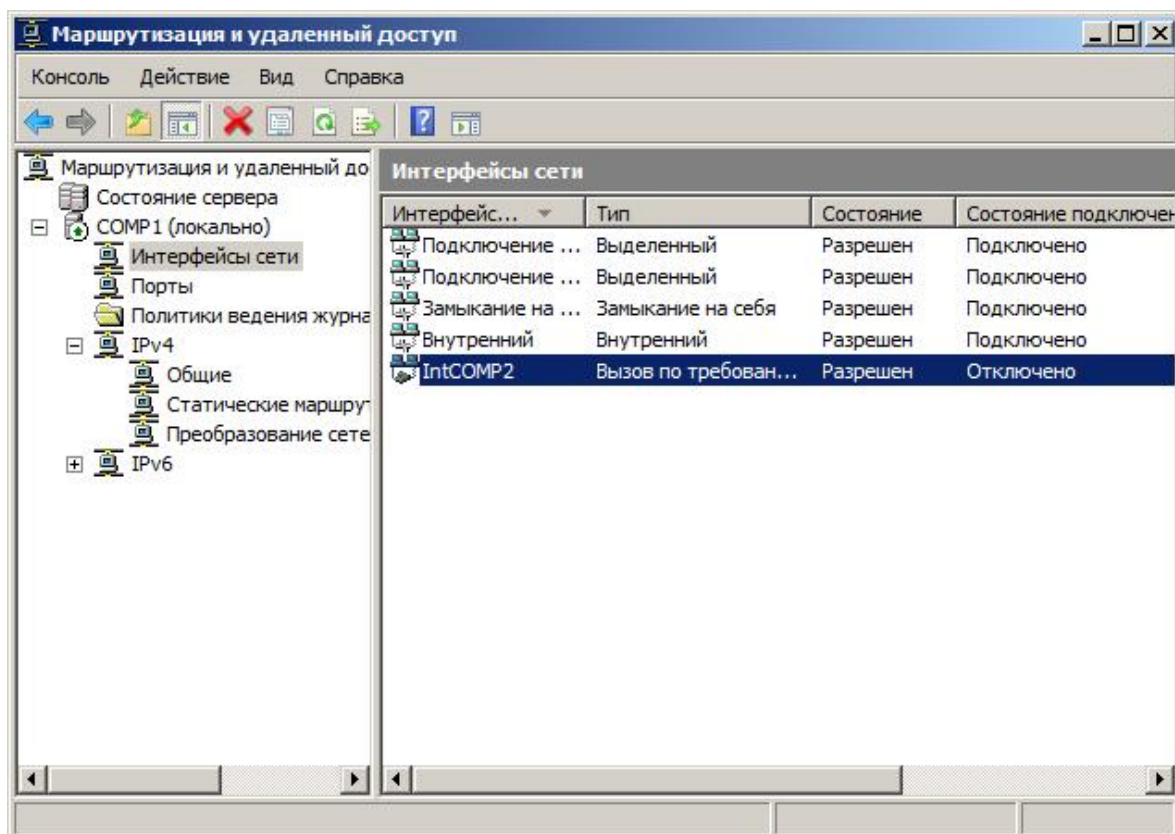 Маршрутизация и удаленный доступ
Консоль Действие Вид Справка
Маршрутизация и удаленный до
Состояние сервера
COMP1 (локально)
Интерфейсы сети
Порты
Политики ведения журна
IPv4
Общие
Статические маршрут
Преобразование сете
IPv6
Интерфейсы сети
Интерфейс... Тип Состояние Состояние подключен
Подключение ... Выделенный Разрешен Подключено
Подключение ... Выделенный Разрешен Подключено
Замыкание на ... Замыкание на себя Разрешен Подключено
Внутренний Внутренний Разрешен Подключено
IntCOMP2 Вызов по требован... Разрешен Отключено